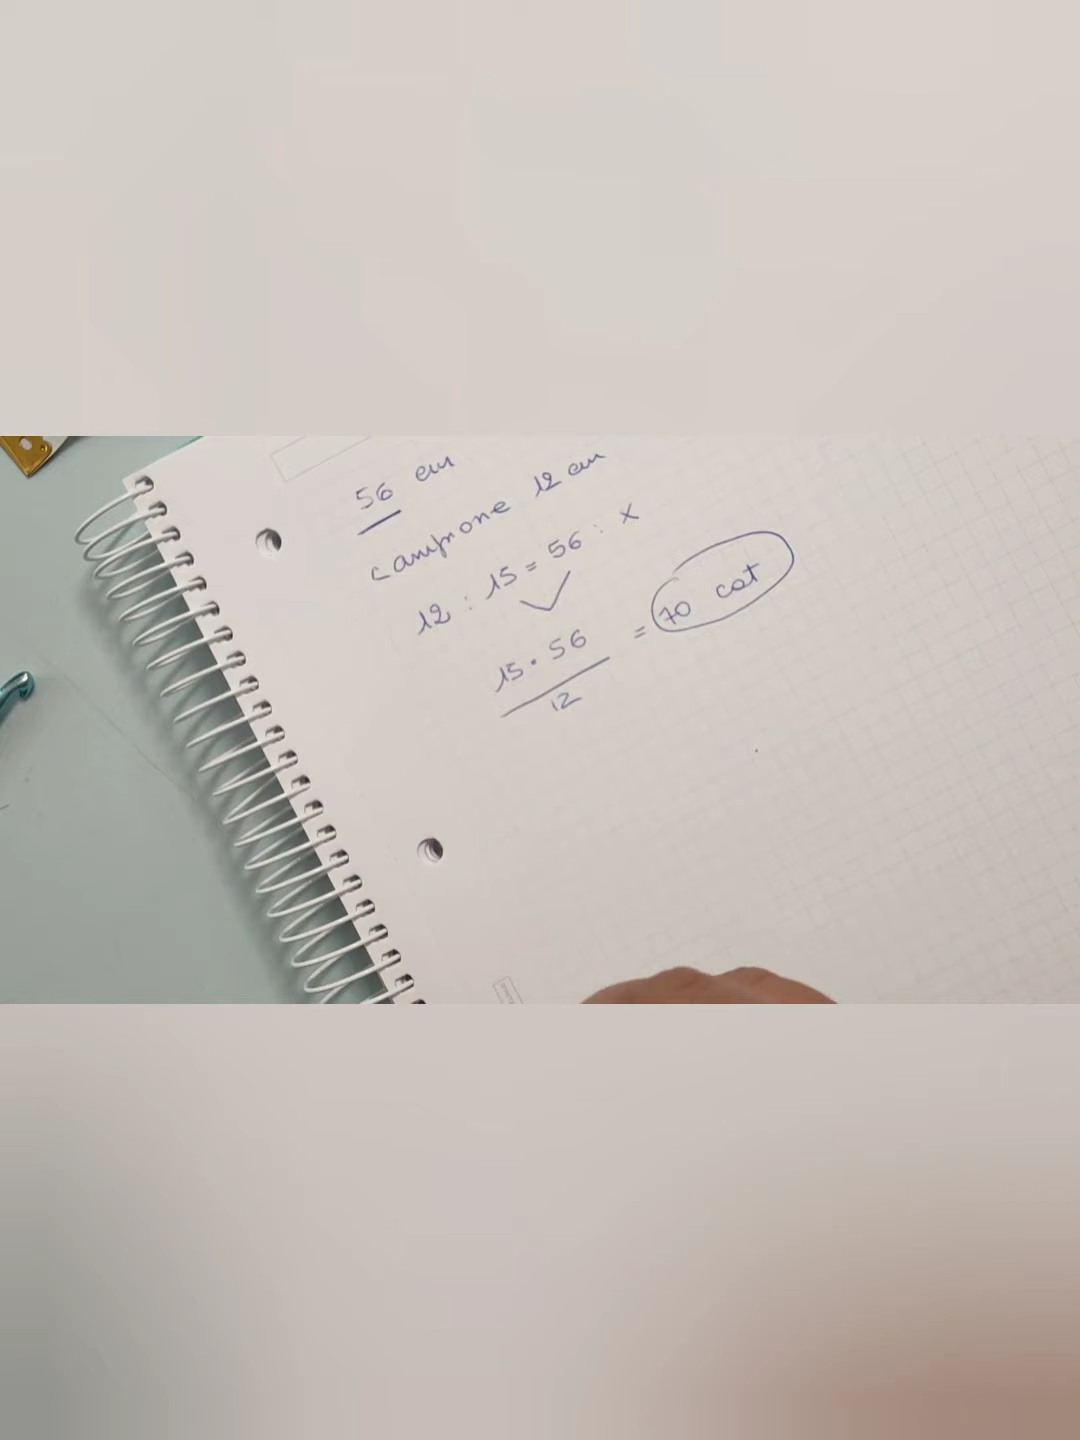 56 cm
campione 12 cm
12 : 15 = 56 : x
15 · 56 = 70 cat
12